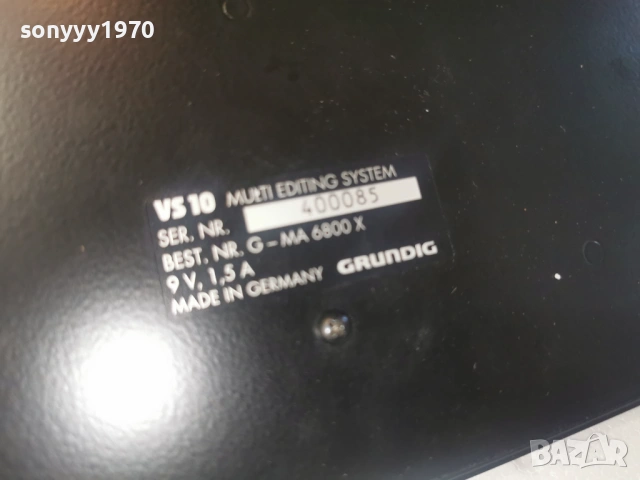 sonyyy1970
VS 10 MULTI EDITING SYSTEM
SER. NR. 400085
BEST. NR. G - MA 6800 X
9 V, 1,5 A
MADE IN GERMANY GRUNDIG
BAZAR